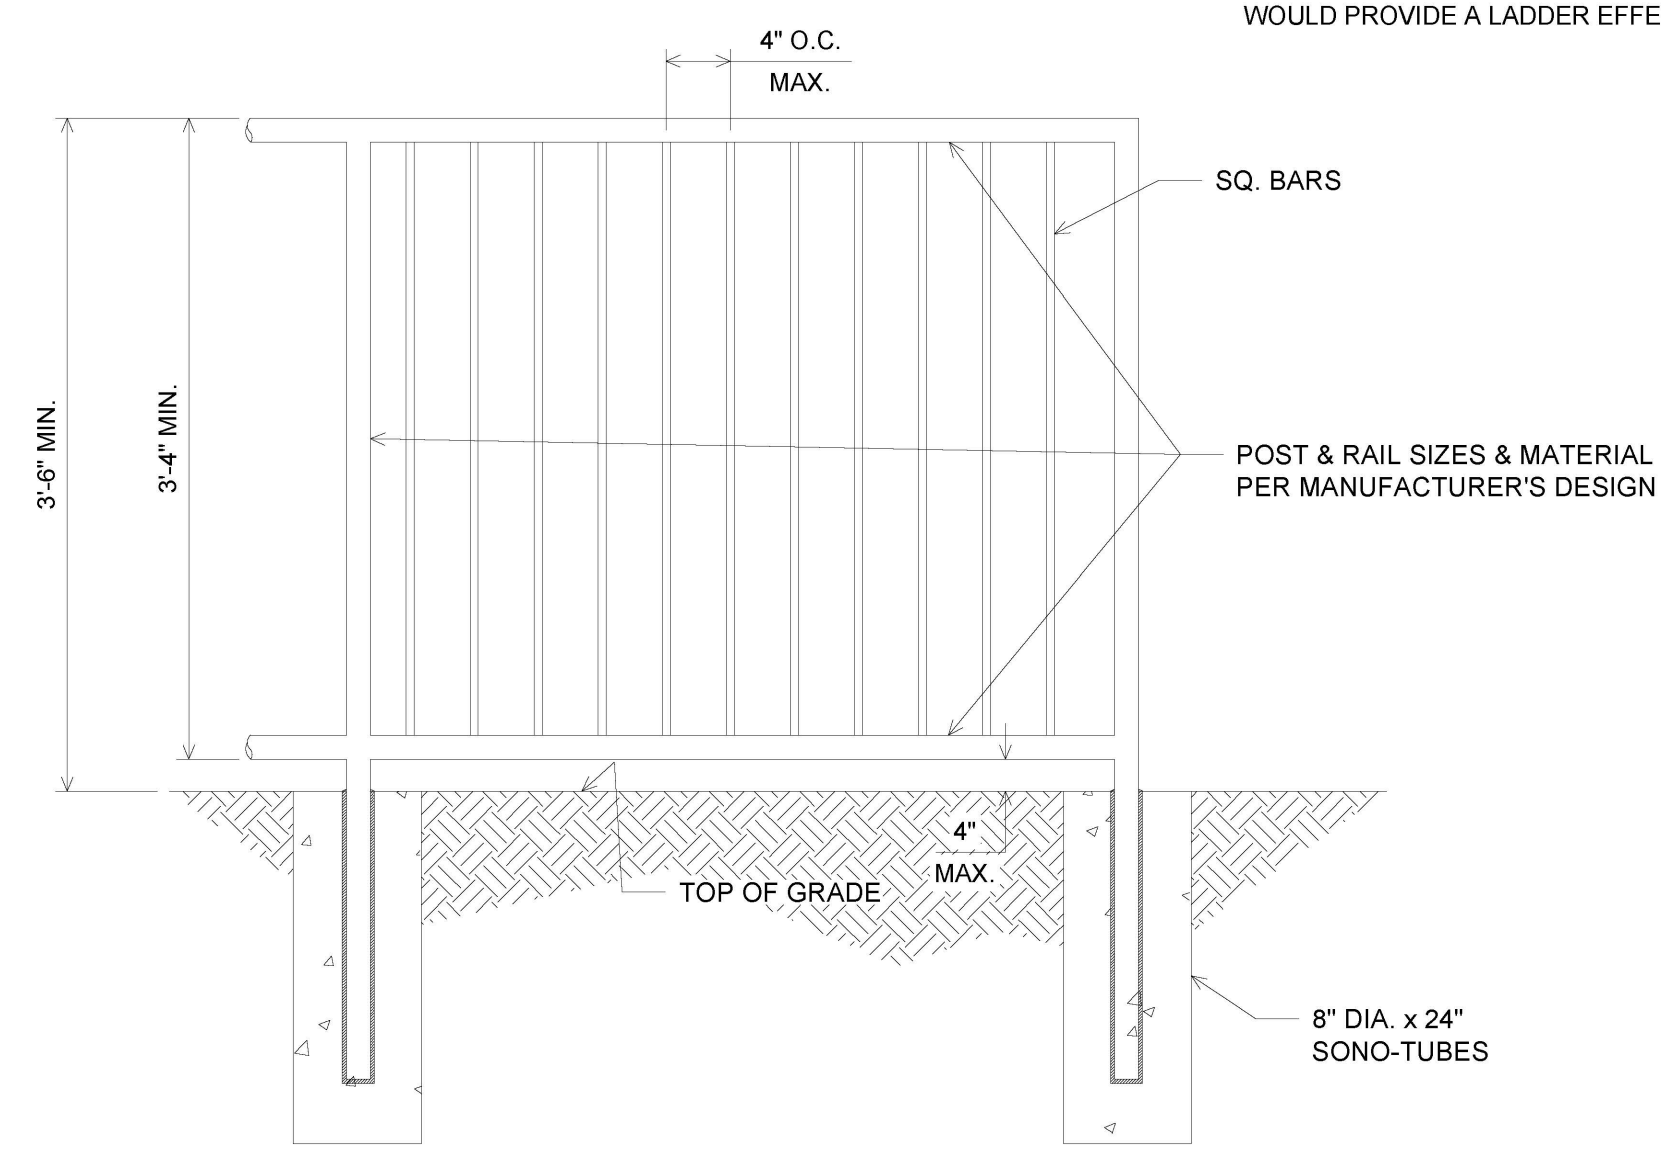 WOULD PROVIDE A LADDER EFFE
4" O.C.
MAX.
SQ. BARS
3'-6" MIN.
3'-4" MIN.
POST & RAIL SIZES & MATERIAL
PER MANUFACTURER'S DESIGN
4"
MAX.
TOP OF GRADE
8" DIA. x 24"
SONO-TUBES